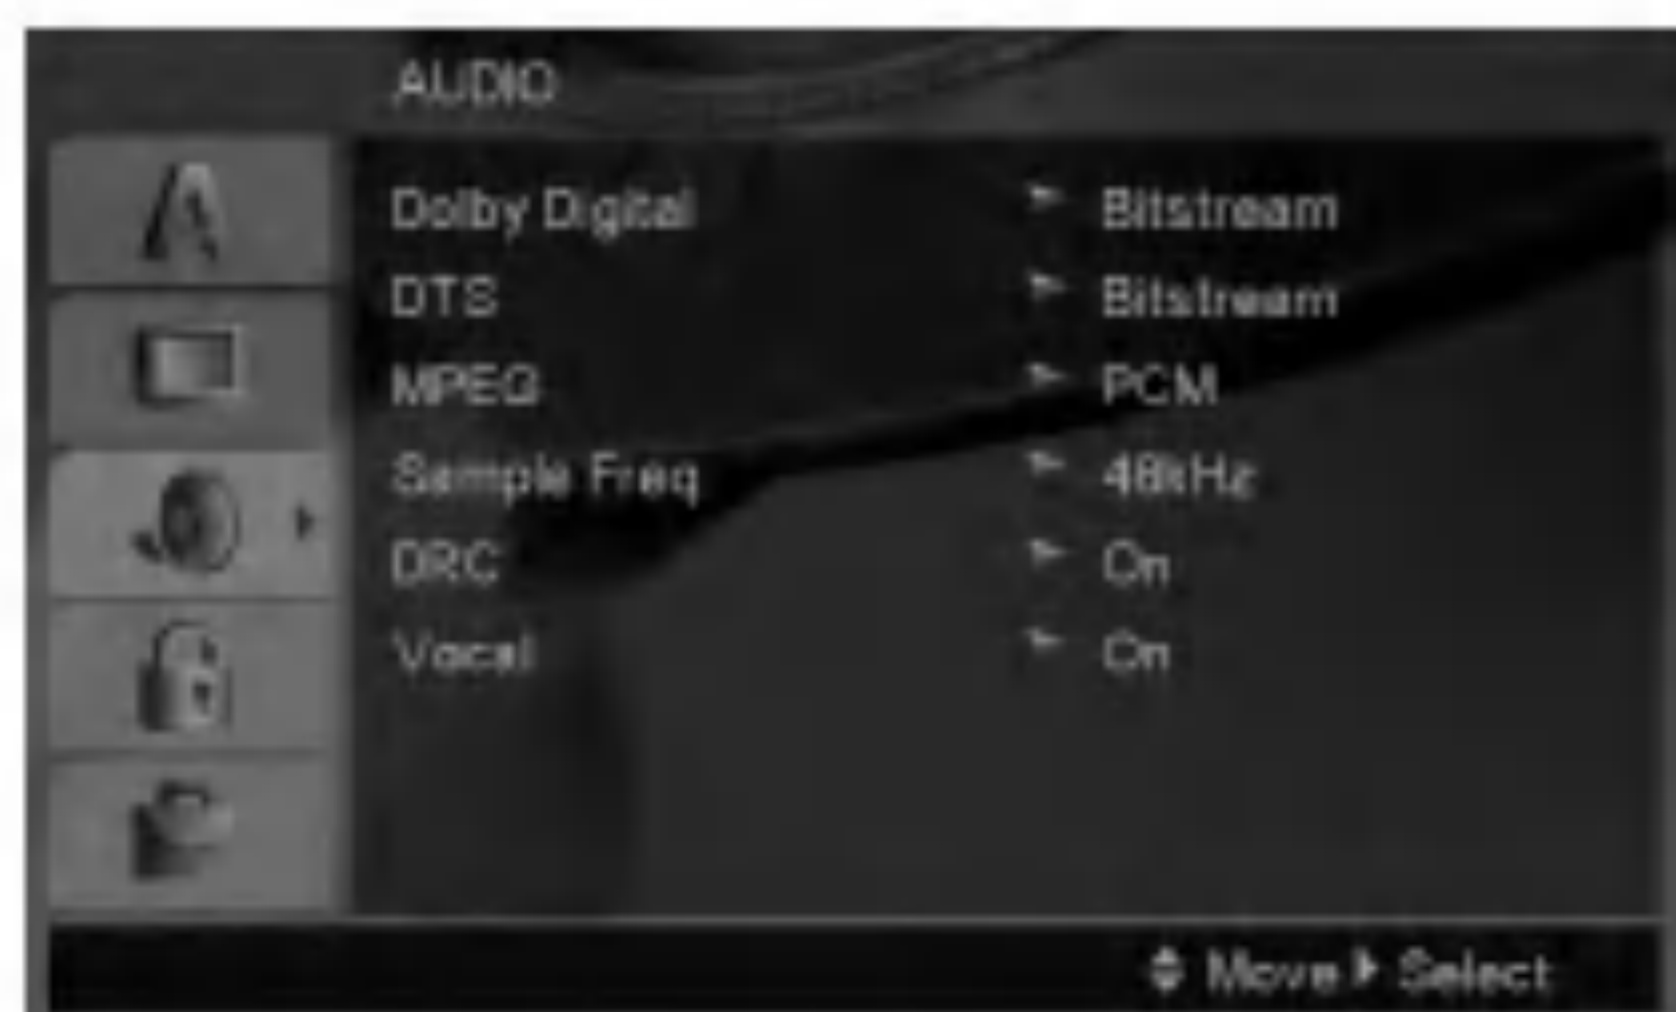 AUDIO
Dolby Digital Bitstream
DTS Bitstream
MPEG PCM
Sample Freq 48kHz
DRC On
Vocal On
Move Select